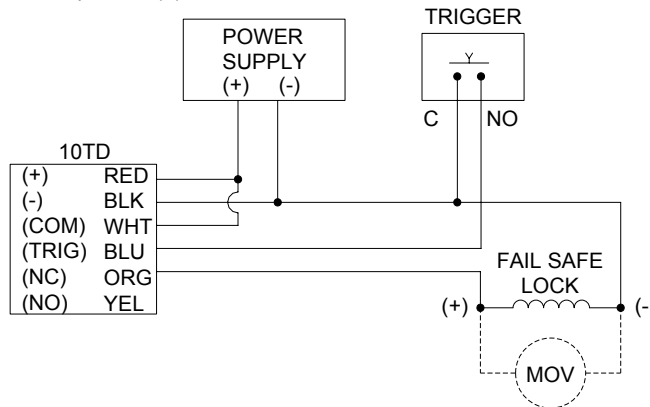 TRIGGER
POWER
SUPPLY
(+) (-)
C NO
10TD
(+) RED
(-) BLK
(COM) WHT
(TRIG) BLU
(NC) ORG
(NO) YEL
FAIL SAFE
LOCK
(+) (-
MOV